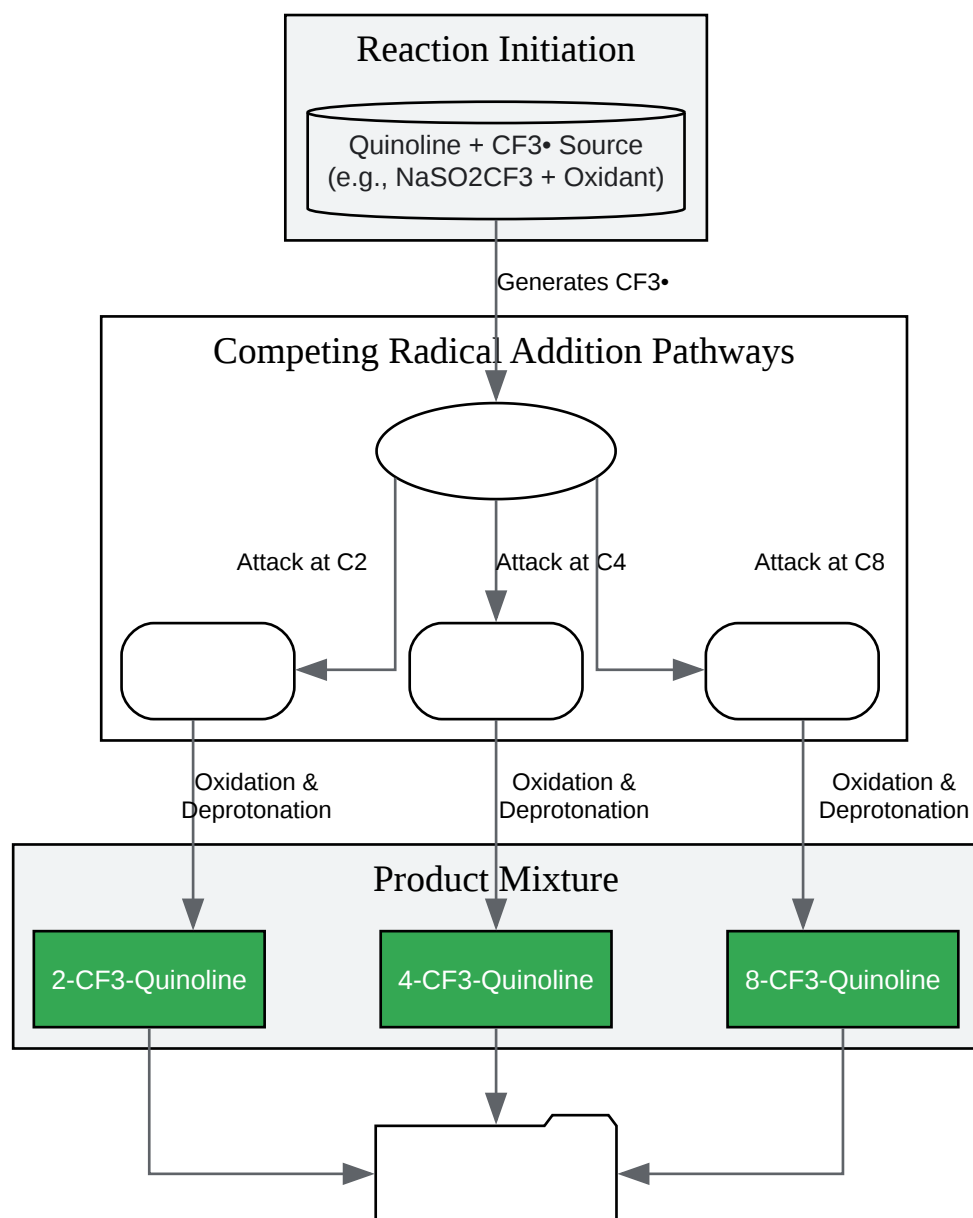 Reaction Initiation
Quinoline + CF3• Source
(e.g., NaSO2CF3 + Oxidant)
Generates CF3•
Competing Radical Addition Pathways
Attack at C2
Attack at C4
Attack at C8
Oxidation &
Deprotonation
Oxidation &
Deprotonation
Oxidation &
Deprotonation
Product Mixture
2-CF3-Quinoline
4-CF3-Quinoline
8-CF3-Quinoline